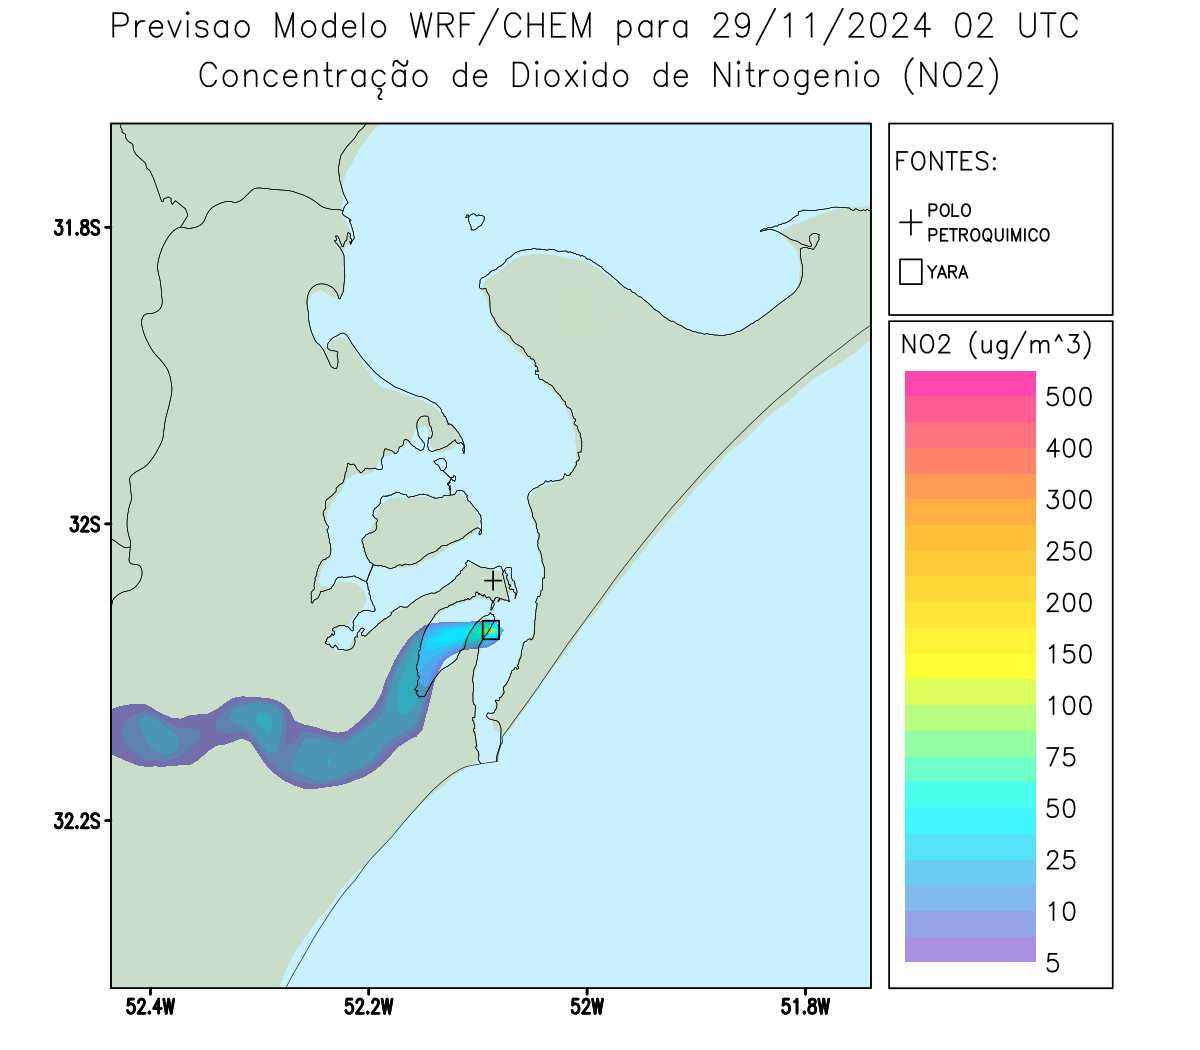 Previsao Modelo WRF/CHEM para 29/11/2024 02 UTC
Concentração de Dioxido de Nitrogenio (NO2)
FONTES:
POLO
PETROQUIMICO
YARA
NO2 (ug/m^3)
500
400
300
250
200
150
100
75
50
25
10
5
31.8S
32S
32.2S
52.4W
52.2W
52W
51.8W